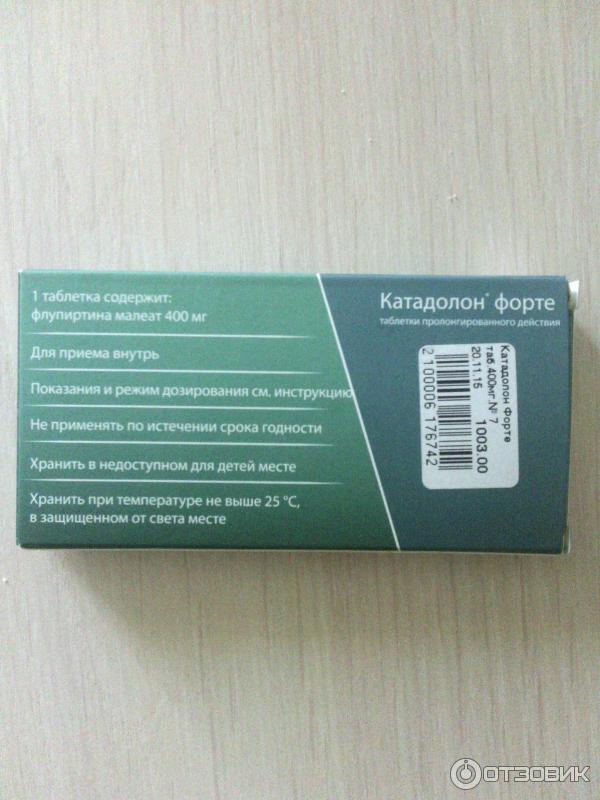 1 таблетка содержит:
флупиртина малеат 400 мг
Для приема внутрь
Показания и режим дозирования см. инструкцию
Не применять по истечении срока годности
Хранить в недоступном для детей месте
Хранить при температуре не выше 25 °C,
в защищенном от света месте
Катадолон® форте
таблетки пролонгированного действия
Катадолон Форте
таб.400мг.№ 7
20.11.15
1003.00
2 100006 176742
ОТЗОВИК